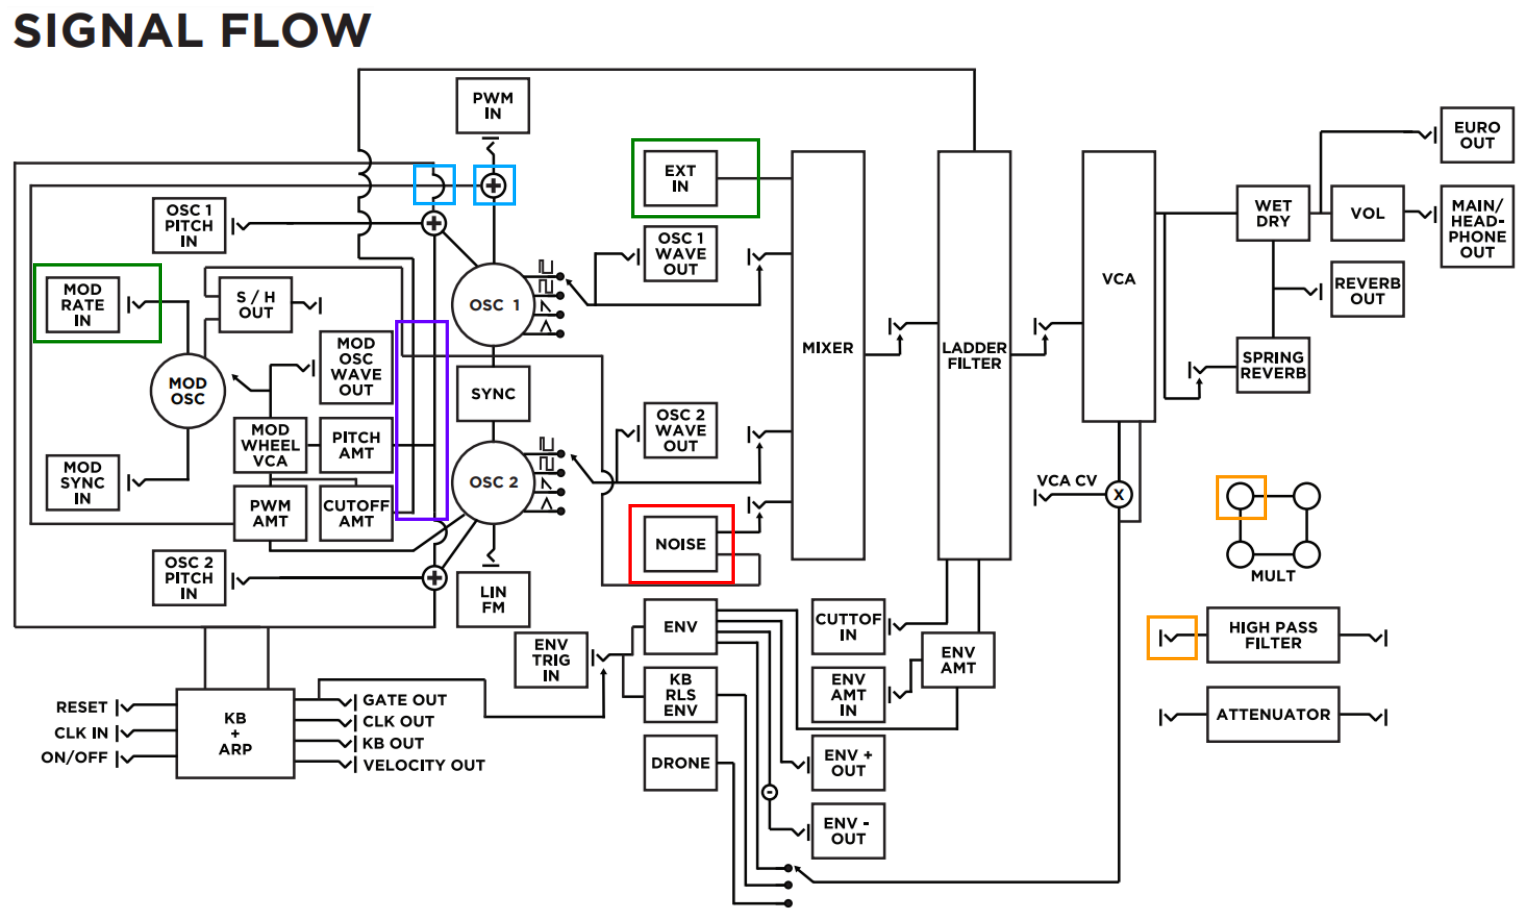 SIGNAL FLOW
PWM
IN
EURO
OUT
EXT
IN
OSC 1
PITCH
IN
OSC 1
WAVE
OUT
WET
DRY
VOL
MAIN/
HEAD-
PHONE
OUT
MOD
RATE
IN
S / H
OUT
OSC 1
VCA
REVERB
OUT
MOD
OSC
WAVE
OUT
MIXER
LADDER
FILTER
SPRING
REVERB
MOD
OSC
SYNC
MOD
WHEEL
VCA
PITCH
AMT
OSC 2
WAVE
OUT
MOD
SYNC
IN
PWM
AMT
CUTOFF
AMT
OSC 2
VCA CV
X
NOISE
MULT
OSC 2
PITCH
IN
LIN
FM
ENV
CUTTOF
IN
HIGH PASS
FILTER
ENV
TRIG
IN
ENV
AMT
KB
RLS
ENV
ENV
AMT
IN
ATTENUATOR
RESET
CLK IN
ON/OFF
KB
+
ARP
GATE OUT
CLK OUT
KB OUT
VELOCITY OUT
DRONE
ENV +
OUT
ENV -
OUT